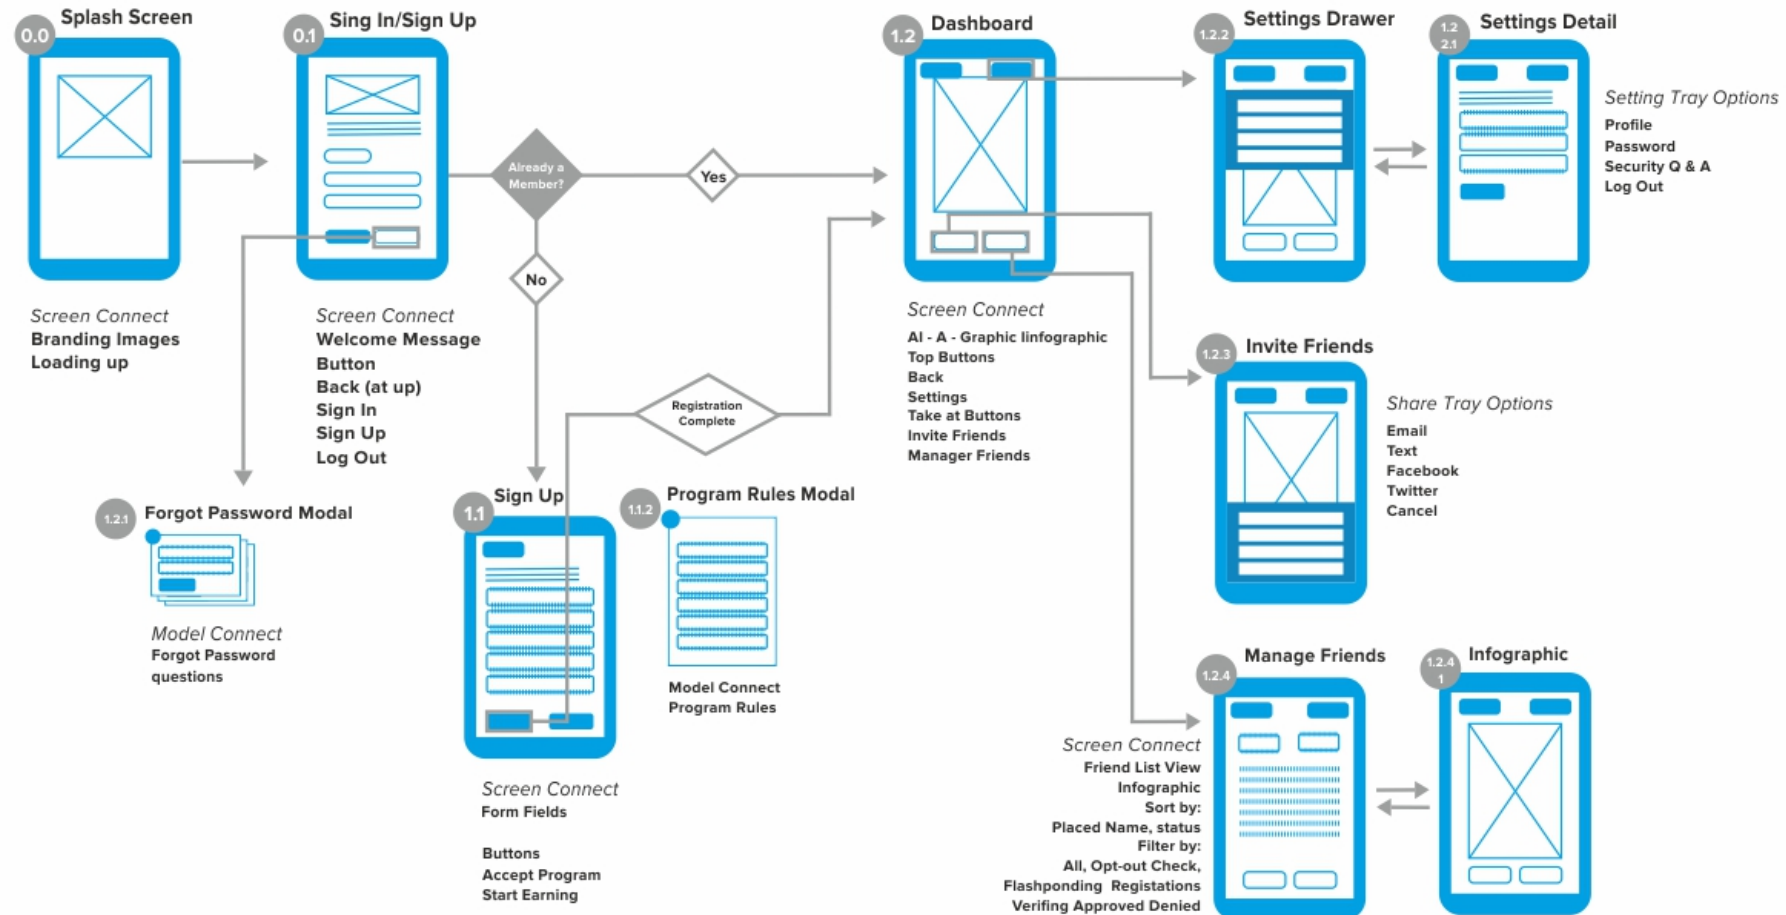 0.0
Splash Screen
Screen Connect
Branding Images
Loading up
0.1
Sing In/Sign Up
Screen Connect
Welcome Message
Button
Back (at up)
Sign In
Sign Up
Log Out
Already a
Member?
Yes
No
1.2.1
Forgot Password Modal
Model Connect
Forgot Password
questions
1.1
Sign Up
Screen Connect
Form Fields
Buttons
Accept Program
Start Earning
1.1.2
Program Rules Modal
Model Connect
Program Rules
Registration
Complete
1.2
Dashboard
Screen Connect
AI - A - Graphic Iinfographic
Top Buttons
Back
Settings
Take at Buttons
Invite Friends
Manager Friends
1.2.2
Settings Drawer
1.2
2.1
Settings Detail
Setting Tray Options
Profile
Password
Security Q & A
Log Out
1.2.3
Invite Friends
Share Tray Options
Email
Text
Facebook
Twitter
Cancel
1.2.4
Manage Friends
Screen Connect
Friend List View
Infographic
Sort by:
Placed Name, status
Filter by:
All, Opt-out Check,
Flashponding Registations
Verifing Approved Denied
1.2.4
1
Infographic